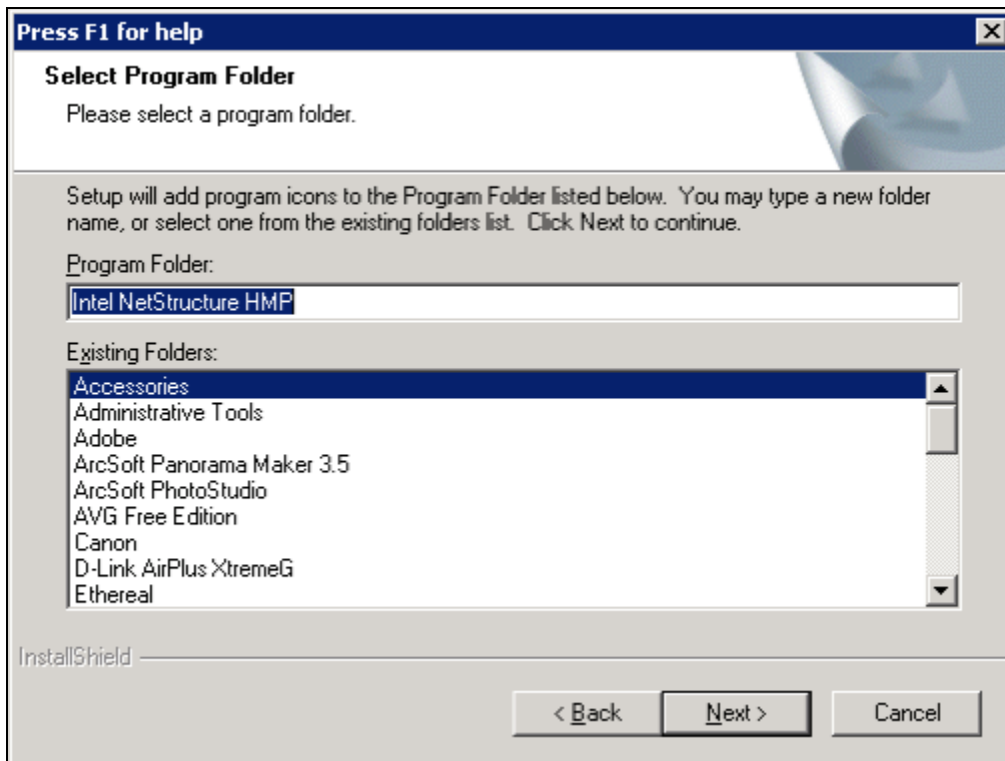 Press F1 for help
Select Program Folder
Please select a program folder.
Setup will add program icons to the Program Folder listed below.  You may type a new folder
name, or select one from the existing folders list.  Click Next to continue.
Program Folder:
Intel NetStructure HMP
Existing Folders:
Accessories
Administrative Tools
Adobe
ArcSoft Panorama Maker 3.5
ArcSoft PhotoStudio
AVG Free Edition
Canon
D-Link AirPlus XtremeG
Ethereal
InstallShield
< Back
Next >
Cancel